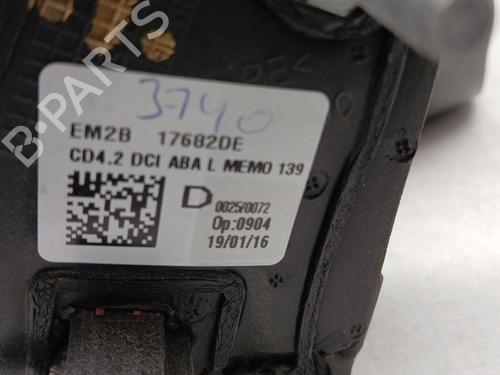 B-PARTS
3740
EM2B 17682DE
CD4.2 DCI ABA L MEMO 139
D 0025/0072
Op:0904
19/01/16